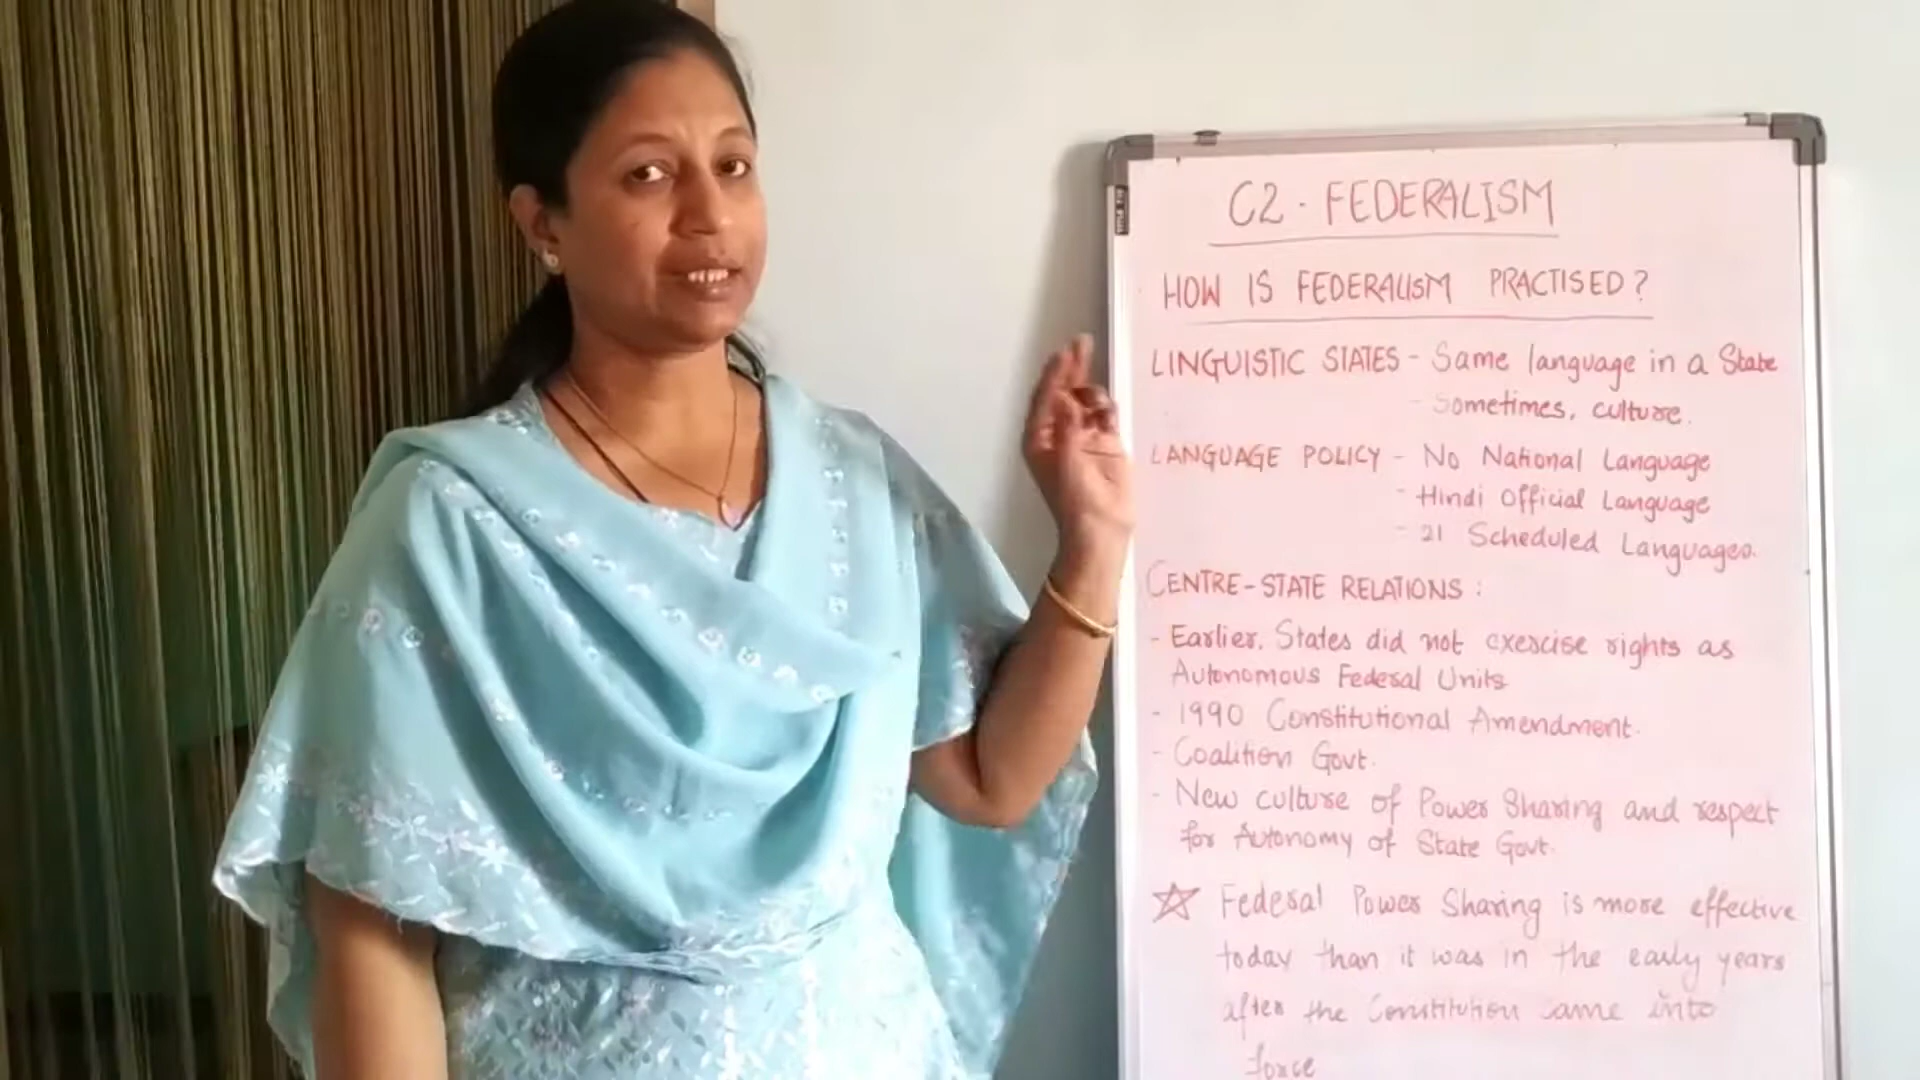 C2. FEDERALISM
HOW IS FEDERALISM PRACTISED?
LINGUISTIC STATES - Same language in a State
- Sometimes, culture.
LANGUAGE POLICY - No National Language
- Hindi Official Language
- 21 Scheduled Languages.
CENTRE-STATE RELATIONS :
- Earlier, States did not exercise rights as
Autonomous Federal Units
- 1990 Constitutional Amendment.
- Coalition Govt.
- New culture of Power Sharing and respect
for Autonomy of State Govt.
☆ Federal Power Sharing is more effective
today than it was in the early years
after the Constitution came into
force